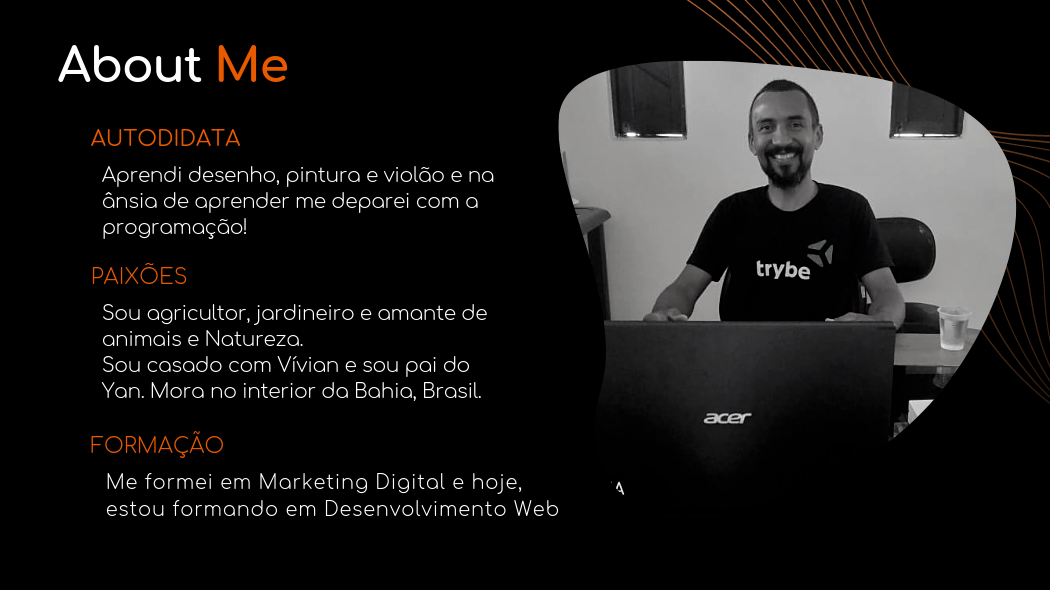 About Me
AUTODIDATA
Aprendi desenho, pintura e violão e na
ânsia de aprender me deparei com a
programação!
PAIXÕES
Sou agricultor, jardineiro e amante de
animais e Natureza.
Sou casado com Vívian e sou pai do
Yan. Mora no interior da Bahia, Brasil.
FORMAÇÃO
Me formei em Marketing Digital e hoje,
estou formando em Desenvolvimento Web
trybe
acer